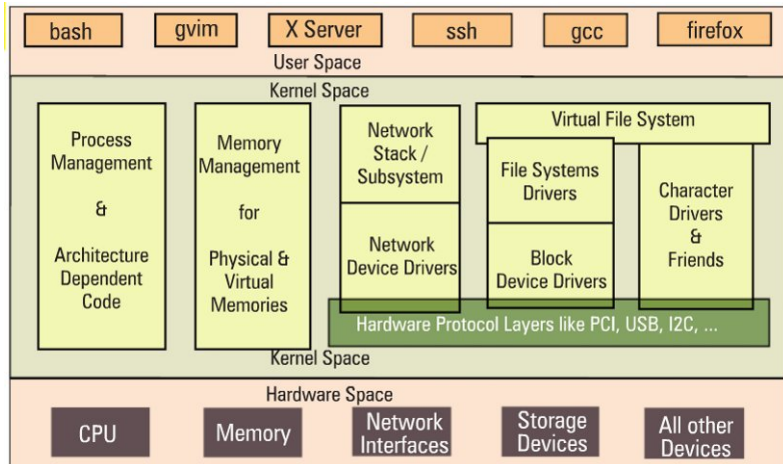 bash gvim X Server ssh gcc firefox
User Space
Kernel Space
Process
Management
&
Architecture
Dependent
Code
Memory
Management
for
Physical &
Virtual
Memories
Network
Stack /
Subsystem
Network
Device Drivers
Virtual File System
File Systems
Drivers
Block
Device Drivers
Character
Drivers
&
Friends
Hardware Protocol Layers like PCI, USB, I2C, ...
Kernel Space
Hardware Space
CPU
Memory
Network
Interfaces
Storage
Devices
All other
Devices